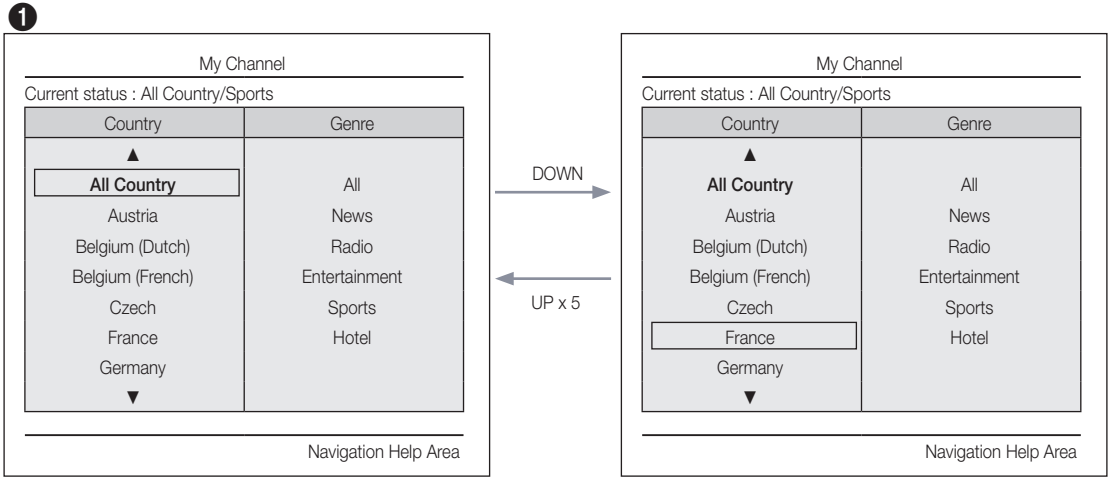 ❶
My Channel
Current status : All Country/Sports
Country Genre
▲
All Country All
Austria News
Belgium (Dutch) Radio
Belgium (French) Entertainment
Czech Sports
France Hotel
Germany
▼
Navigation Help Area
DOWN
UP x 5
My Channel
Current status : All Country/Sports
Country Genre
▲
All Country All
Austria News
Belgium (Dutch) Radio
Belgium (French) Entertainment
Czech Sports
France Hotel
Germany
▼
Navigation Help Area